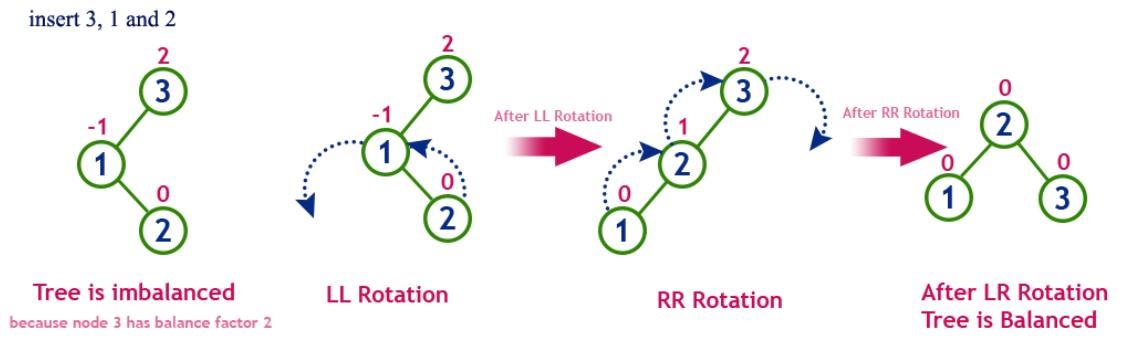 insert 3, 1 and 2
2
3
-1
1
0
2
Tree is imbalanced
because node 3 has balance factor 2
2
3
-1
1
0
2
LL Rotation
After LL Rotation
2
3
1
2
0
1
RR Rotation
After RR Rotation
0
2
0
1
0
3
After LR Rotation
Tree is Balanced